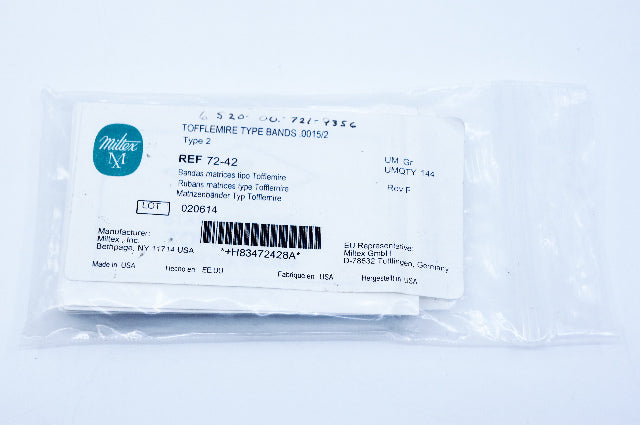 6520-00-721-9356
TOFFLEMIRE TYPE BANDS .0015/2
Type 2
miltex
REF 72-42
UM: Gr
UMQTY: 144
Bandas matrices tipo Tofflemire
Rubans matrices type Tofflemire
Matrizenbänder Typ Tofflemire
Rev F
LOT 020614
*+H83472428A*
Manufacturer:
Miltex, Inc.
Bethpage, NY 11714 USA
EU Representative:
Miltex GmbH
D-78532 Tuttlingen, Germany
Made in USA
Hecho en EE.UU
Fabrique en USA
Hergestellt in USA